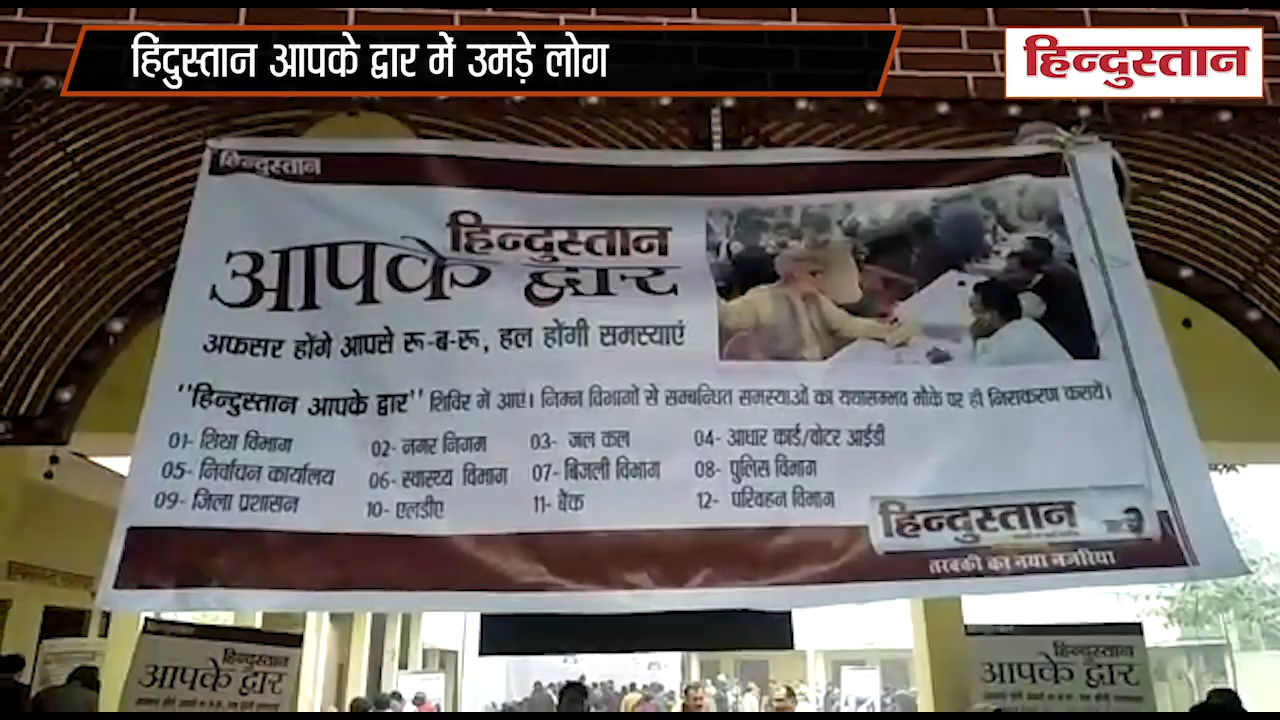 हिंदुस्तान आपके द्वार में उमड़े लोग
हिन्दुस्तान
हिन्दुस्तान
हिन्दुस्तान
आपके द्वार
अफसर होंगे आपसे रू-ब-रू, हल होंगी समस्याएं
"हिन्दुस्तान आपके द्वार" शिविर में आएं। निम्न विभागों से सम्बन्धित समस्याओं का यथासम्भव मौके पर ही निराकरण करायें।
01- शिक्षा विभाग 02- नगर निगम 03- जल कल 04- आधार कार्ड/वोटर आईडी
05- निर्वाचन कार्यालय 06- स्वास्थ्य विभाग 07- बिजली विभाग 08- पुलिस विभाग
09- जिला प्रशासन 10- एलडीए 11- बैंक 12- परिवहन विभाग
हिन्दुस्तान
तरक्की का नया नजरिया
हिन्दुस्तान
आपके द्वार
हिन्दुस्तान
आपके द्वार